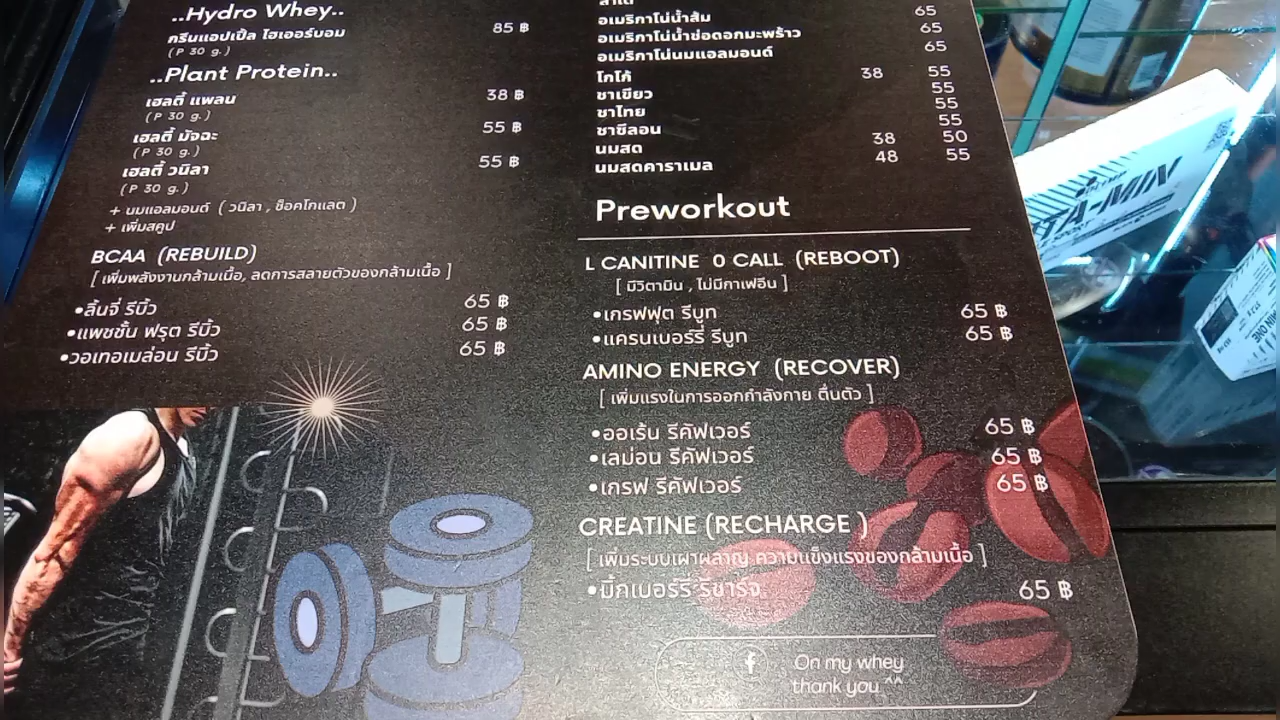 ..Hydro Whey..
กรีนแอปเปิ้ล ไฮเออร์บอม 85 ฿
(P 30 g.)
..Plant Protein..
เฮลตี้ แพลน 38 ฿
(P 30 g.)
เฮลตี้ มัจฉะ 55 ฿
(P 30 g.)
เฮลตี้ วนิลา 55 ฿
(P 30 g.)
+ นมแอลมอนด์ (วนิลา , ช็อคโกแลต )
+ เพิ่มสคูป
BCAA (REBUILD)
[ เพิ่มพลังงานกล้ามเนื้อ, ลดการสลายตัวของกล้ามเนื้อ ]
•ลิ้นจี่ รีบิ้ว 65 ฿
•แพชชั่น ฟรุต รีบิ้ว 65 ฿
•วอเทอเมล่อน รีบิ้ว 65 ฿
ลาเต้
อเมริกาโน่น้ำส้ม 65
อเมริกาโน่น้ำช่อดอกมะพร้าว 65
อเมริกาโน่นมแอลมอนด์ 65
โกโก้ 38 55
ชาเขียว 55
ชาไทย 55
ชาซีลอน 55
นมสด 38 50
นมสดคาราเมล 48 55
Preworkout
L CANITINE 0 CALL (REBOOT)
[ มีวิตามิน , ไม่มีกาเฟอีน ]
•เกรฟฟุต รีบูท 65 ฿
•แครนเบอร์รี่ รีบูท 65 ฿
AMINO ENERGY (RECOVER)
[ เพิ่มแรงในการออกกำลังกาย ตื่นตัว ]
•ออเร้น รีคัฟเวอร์ 65 ฿
•เลม่อน รีคัฟเวอร์ 65 ฿
•เกรฟ รีคัฟเวอร์ 65 ฿
CREATINE (RECHARGE )
[ เพิ่มระบบเผาผลาญ ความแข็งแรงของกล้ามเนื้อ ]
•มิ้กเบอร์รี่ รีชาร์จ 65 ฿
f On my whey
thank you ^^